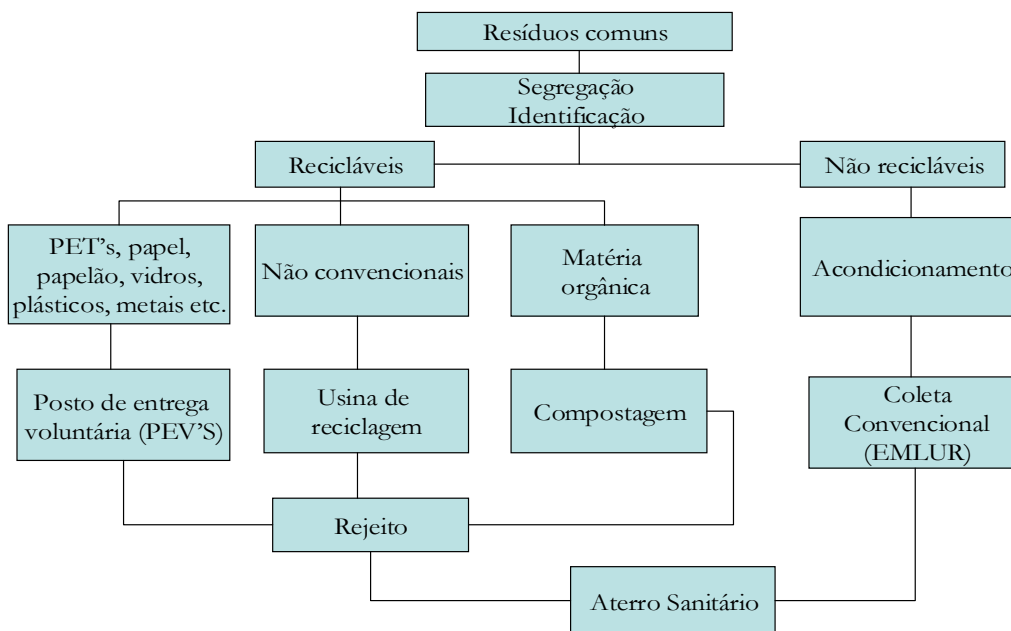 Resíduos comuns
Segregação
Identificação
Recicláveis
Não recicláveis
PET's, papel,
papelão, vidros,
plásticos, metais etc.
Não convencionais
Matéria
orgânica
Acondicionamento
Posto de entrega
voluntária (PEV'S)
Usina de
reciclagem
Compostagem
Coleta
Convencional
(EMLUR)
Rejeito
Aterro Sanitário